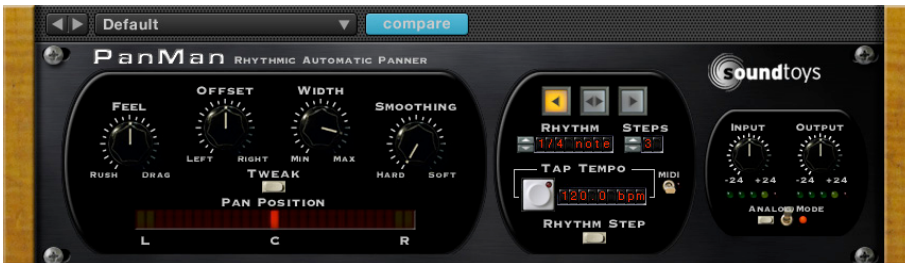 Default
compare
PanMan Rhythmic Automatic Panner
soundtoys
Feel
Offset
Width
Smoothing
Rush
Drag
Left
Right
Min
Max
Hard
Soft
Tweak
Pan Position
L
C
R
Rhythm
Steps
1/4 note
3
Tap Tempo
MIDI
120.0 bpm
Rhythm Step
Input
Output
-24 +24
-24 +24
Analog Mode